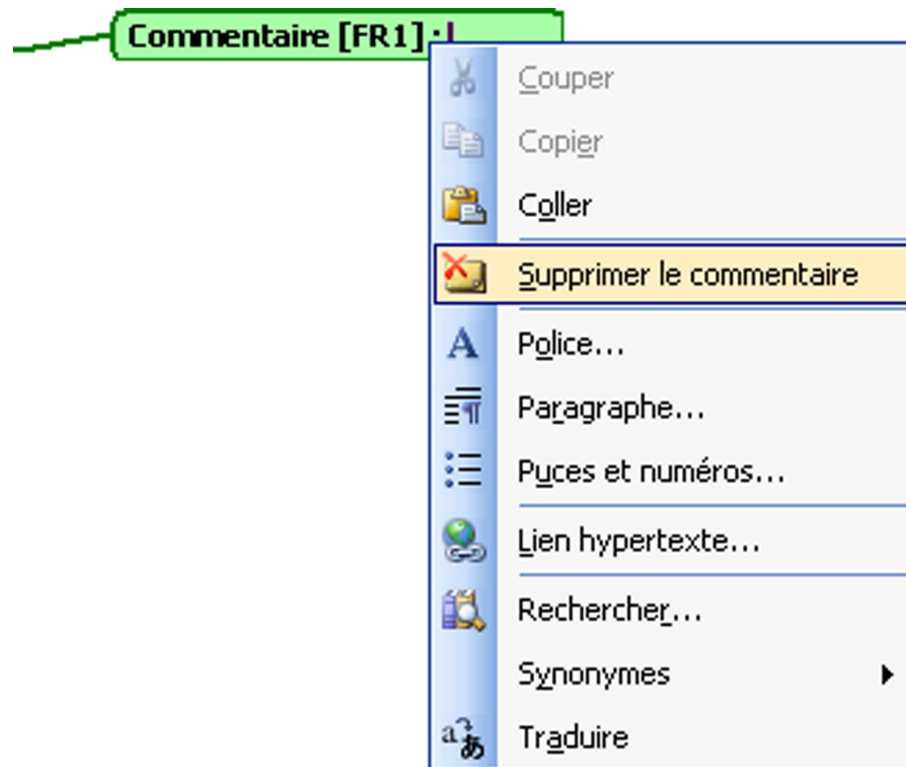 Commentaire [FR1] :
Couper
Copier
Coller
Supprimer le commentaire
Police...
Paragraphe...
Puces et numéros...
Lien hypertexte...
Rechercher...
Synonymes
Traduire